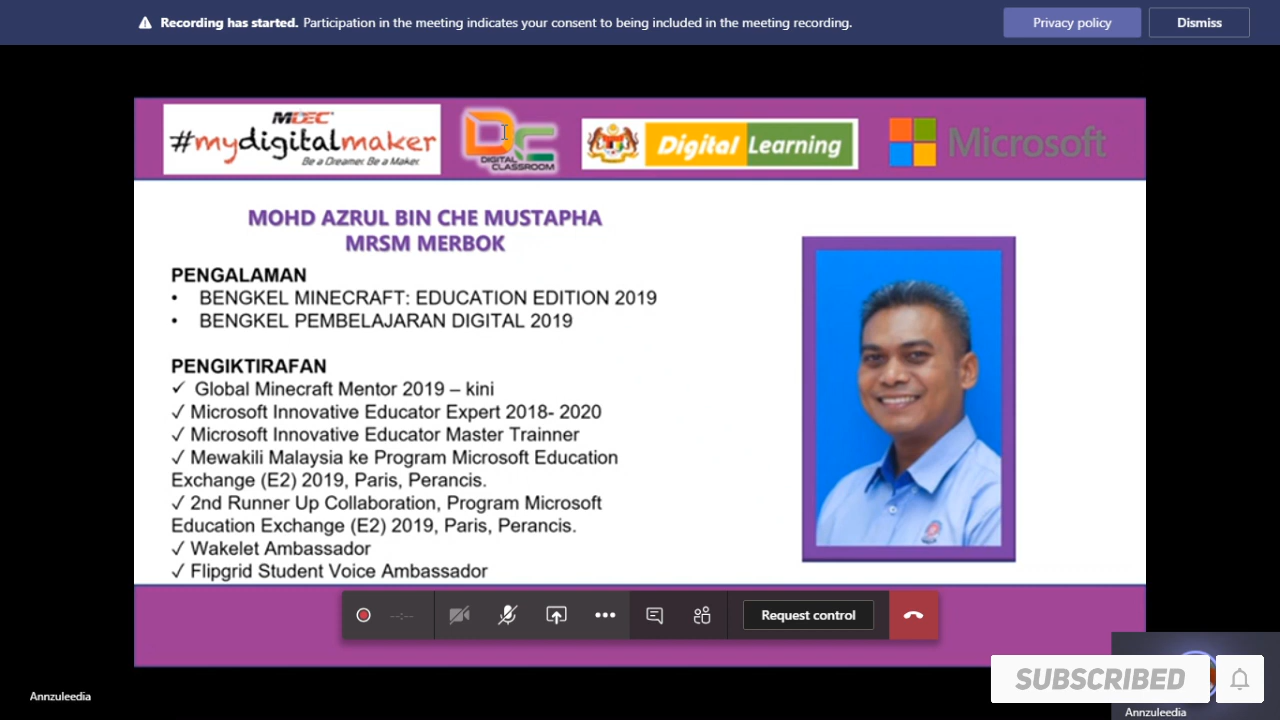 Recording has started. Participation in the meeting indicates your consent to being included in the meeting recording.
Privacy policy
Dismiss
MDEC
#mydigitalmaker
Be a Dreamer. Be a Maker.
DC
DIGITAL
CLASSROOM
Digital Learning
Microsoft
MOHD AZRUL BIN CHE MUSTAPHA
MRSM MERBOK
PENGALAMAN
• BENGKEL MINECRAFT: EDUCATION EDITION 2019
• BENGKEL PEMBELAJARAN DIGITAL 2019
PENGIKTIRAFAN
✓ Global Minecraft Mentor 2019 – kini
✓ Microsoft Innovative Educator Expert 2018- 2020
✓ Microsoft Innovative Educator Master Trainner
✓ Mewakili Malaysia ke Program Microsoft Education
Exchange (E2) 2019, Paris, Perancis.
✓ 2nd Runner Up Collaboration, Program Microsoft
Education Exchange (E2) 2019, Paris, Perancis.
✓ Wakelet Ambassador
✓ Flipgrid Student Voice Ambassador
--:--
Request control
SUBSCRIBED
Annzuleedia
Annzuleedia